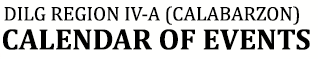 DILG REGION IV-A (CALABARZON)
CALENDAR OF EVENTS